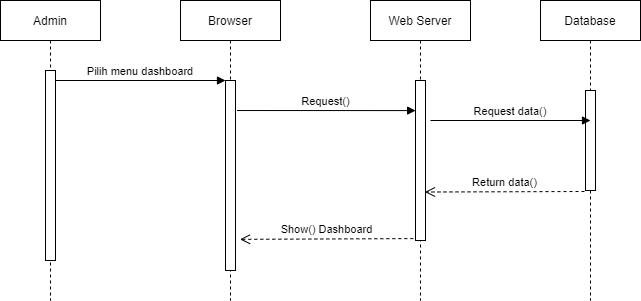 Admin
Browser
Web Server
Database
Pilih menu dashboard
Request()
Request data()
Return data()
Show() Dashboard